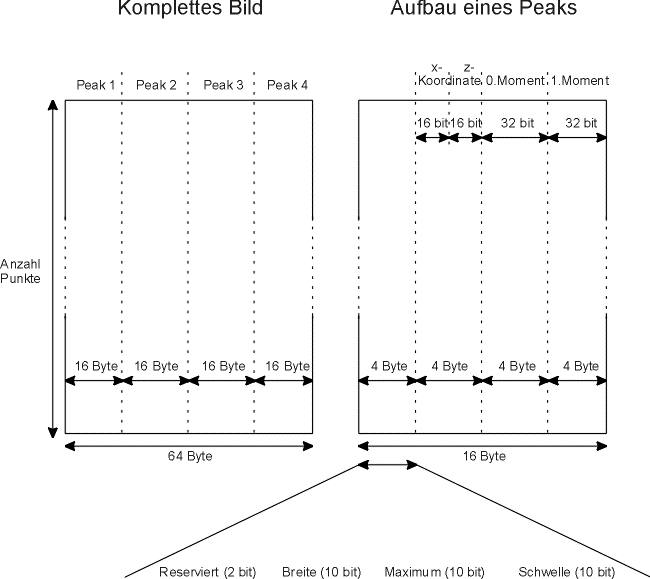 Komplettes Bild
Aufbau eines Peaks
Peak 1 Peak 2 Peak 3 Peak 4
x- z-
Koordinate 0.Moment 1.Moment
16 bit 16 bit 32 bit 32 bit
Anzahl
Punkte
16 Byte 16 Byte 16 Byte 16 Byte
4 Byte 4 Byte 4 Byte 4 Byte
64 Byte
16 Byte
Reserviert (2 bit) Breite (10 bit) Maximum (10 bit) Schwelle (10 bit)